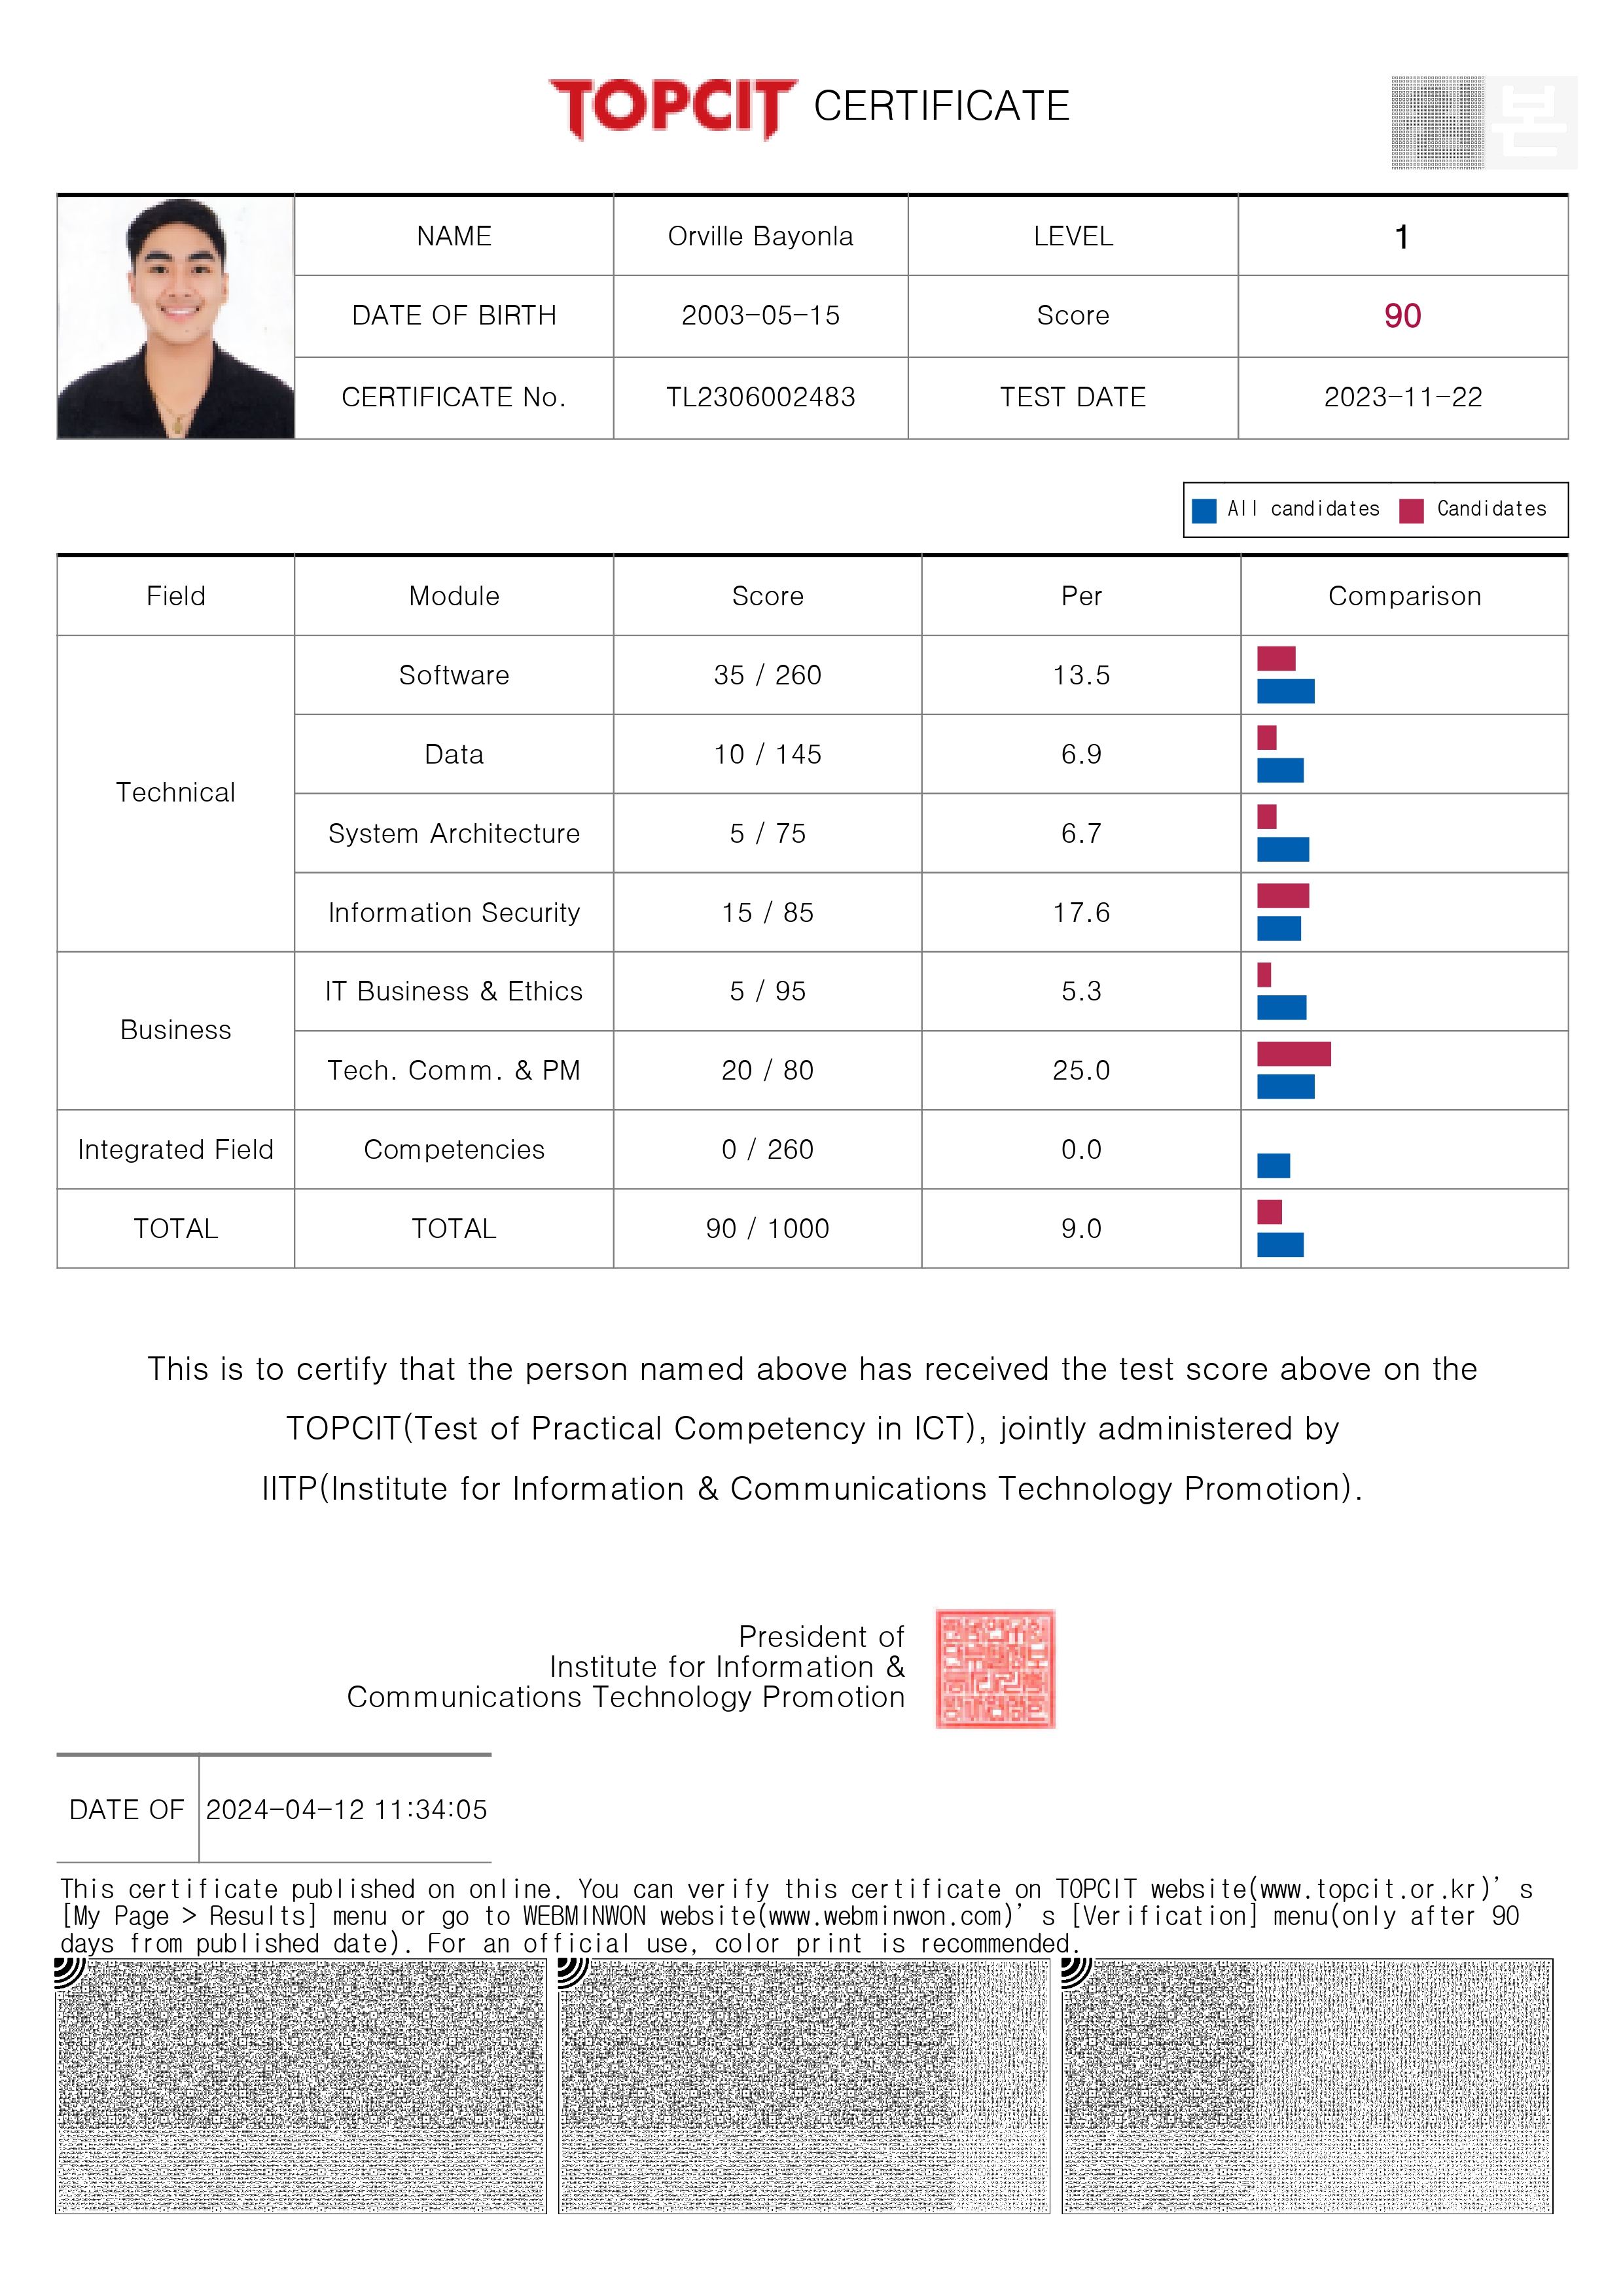 TOPCIT CERTIFICATE
본
NAME Orville Bayonla LEVEL 1
DATE OF BIRTH 2003-05-15 Score 90
CERTIFICATE No. TL2306002483 TEST DATE 2023-11-22
All candidates Candidates
Field Module Score Per Comparison
Technical
Software 35 / 260 13.5
Data 10 / 145 6.9
System Architecture 5 / 75 6.7
Information Security 15 / 85 17.6
Business
IT Business & Ethics 5 / 95 5.3
Tech. Comm. & PM 20 / 80 25.0
Integrated Field Competencies 0 / 260 0.0
TOTAL TOTAL 90 / 1000 9.0
This is to certify that the person named above has received the test score above on the
TOPCIT(Test of Practical Competency in ICT), jointly administered by
IITP(Institute for Information & Communications Technology Promotion).
President of
Institute for Information &
Communications Technology Promotion
DATE OF 2024-04-12 11:34:05
This certificate published on online. You can verify this certificate on TOPCIT website(www.topcit.or.kr)’s
[My Page > Results] menu or go to WEBMINWON website(www.webminwon.com)’s [Verification] menu(only after 90
days from published date). For an official use, color print is recommended.